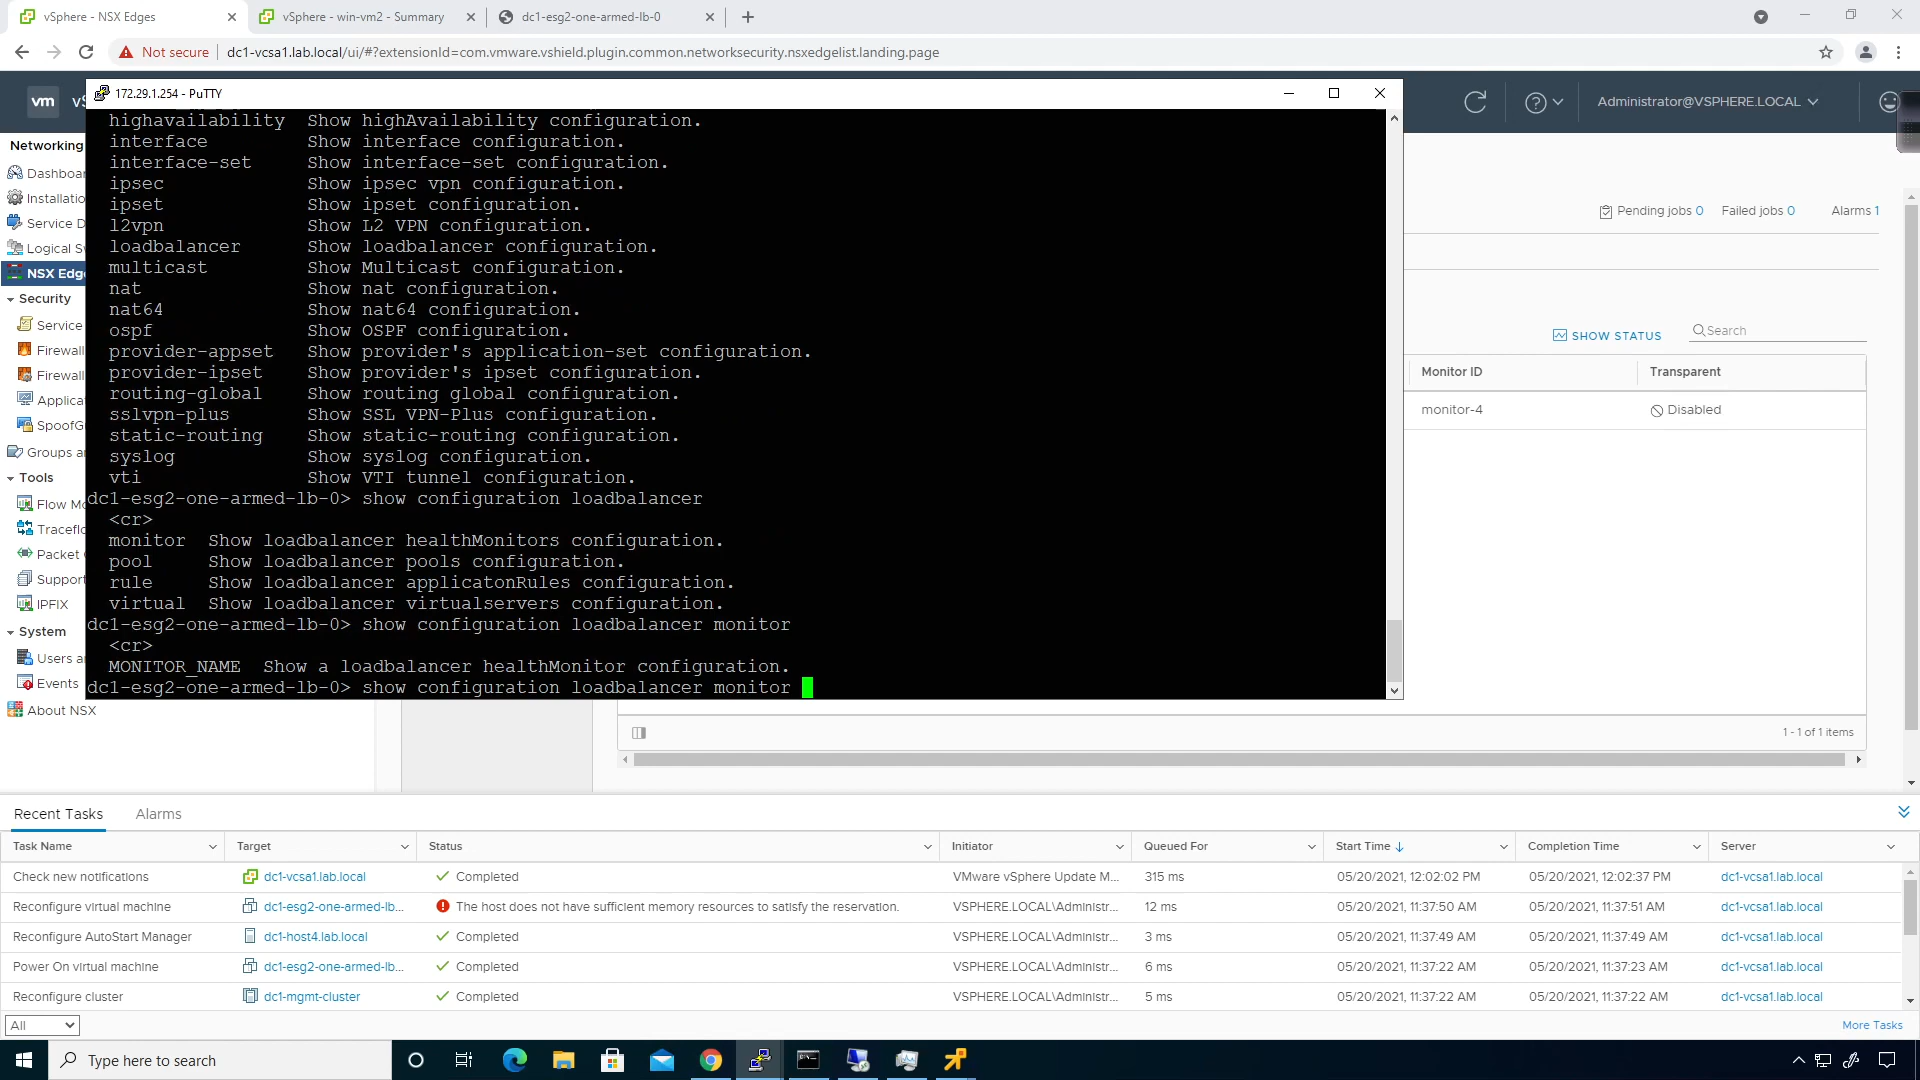 vSphere - NSX Edges
vSphere - win-vm2 - Summary
dc1-esg2-one-armed-lb-0
Not secure
dc1-vcsa1.lab.local/ui/#?extensionId=com.vmware.vshield.plugin.common.networksecurity.nsxedgelist.landing.page
172.29.1.254 - PuTTY
vm
Administrator@VSPHERE.LOCAL
highavailability Show highAvailability configuration.
interface Show interface configuration.
interface-set Show interface-set configuration.
ipsec Show ipsec vpn configuration.
ipset Show ipset configuration.
l2vpn Show L2 VPN configuration.
loadbalancer Show loadbalancer configuration.
multicast Show Multicast configuration.
nat Show nat configuration.
nat64 Show nat64 configuration.
ospf Show OSPF configuration.
provider-appset Show provider's application-set configuration.
provider-ipset Show provider's ipset configuration.
routing-global Show routing global configuration.
sslvpn-plus Show SSL VPN-Plus configuration.
static-routing Show static-routing configuration.
syslog Show syslog configuration.
vti Show VTI tunnel configuration.
dc1-esg2-one-armed-lb-0> show configuration loadbalancer
<cr>
monitor Show loadbalancer healthMonitors configuration.
pool Show loadbalancer pools configuration.
rule Show loadbalancer applicatonRules configuration.
virtual Show loadbalancer virtualservers configuration.
dc1-esg2-one-armed-lb-0> show configuration loadbalancer monitor
<cr>
MONITOR_NAME Show a loadbalancer healthMonitor configuration.
dc1-esg2-one-armed-lb-0> show configuration loadbalancer monitor
Networking
Dashboa
Installatio
Service D
Logical S
NSX Edg
Security
Service
Firewall
Firewall
Applica
SpoofG
Groups a
Tools
Flow Mo
Traceflo
Packet
Support
IPFIX
System
Users a
Events
About NSX
Pending jobs 0 Failed jobs 0 Alarms 1
SHOW STATUS
Search
Monitor ID Transparent
monitor-4 Disabled
1 - 1 of 1 items
Recent Tasks Alarms
Task Name Target Status Initiator Queued For Start Time Completion Time Server
Check new notifications dc1-vcsa1.lab.local Completed VMware vSphere Update M... 315 ms 05/20/2021, 12:02:02 PM 05/20/2021, 12:02:37 PM dc1-vcsa1.lab.local
Reconfigure virtual machine dc1-esg2-one-armed-lb... The host does not have sufficient memory resources to satisfy the reservation. VSPHERE.LOCAL\Administr... 12 ms 05/20/2021, 11:37:50 AM 05/20/2021, 11:37:51 AM dc1-vcsa1.lab.local
Reconfigure AutoStart Manager dc1-host4.lab.local Completed VSPHERE.LOCAL\Administr... 3 ms 05/20/2021, 11:37:49 AM 05/20/2021, 11:37:49 AM dc1-vcsa1.lab.local
Power On virtual machine dc1-esg2-one-armed-lb... Completed VSPHERE.LOCAL\Administr... 6 ms 05/20/2021, 11:37:22 AM 05/20/2021, 11:37:23 AM dc1-vcsa1.lab.local
Reconfigure cluster dc1-mgmt-cluster Completed VSPHERE.LOCAL\Administr... 5 ms 05/20/2021, 11:37:22 AM 05/20/2021, 11:37:22 AM dc1-vcsa1.lab.local
All
More Tasks
Type here to search